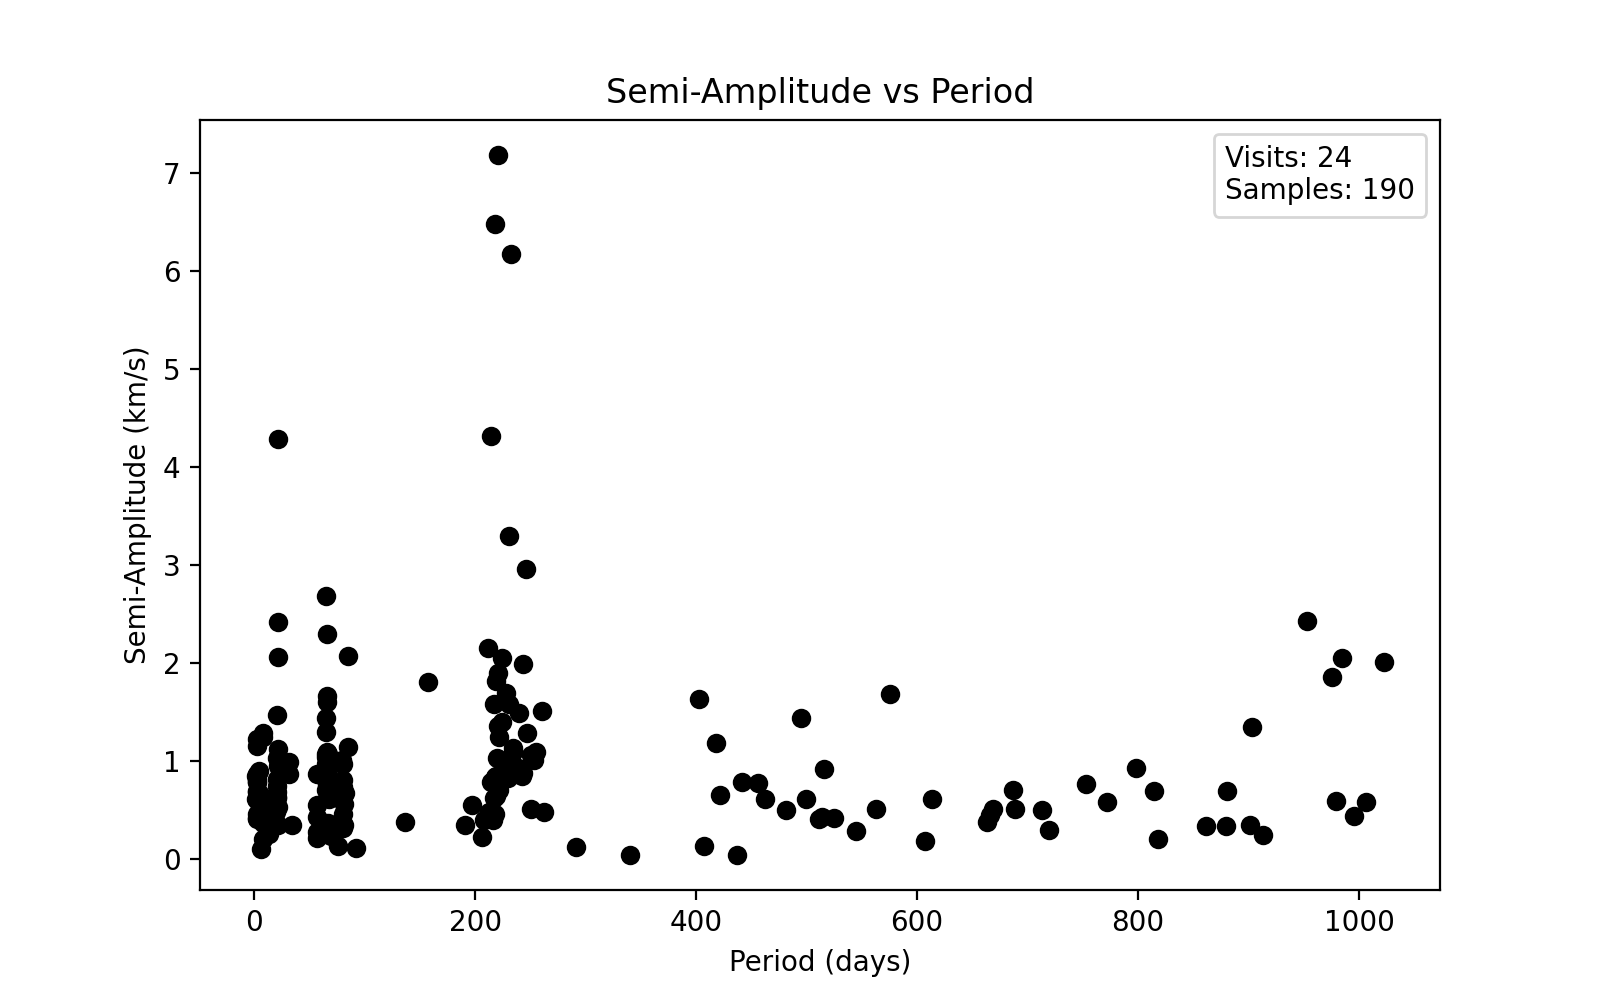 Semi-Amplitude vs Period
Visits: 24
Samples: 190
7
6
5
4
3
2
1
0
Semi-Amplitude (km/s)
0 200 400 600 800 1000
Period (days)